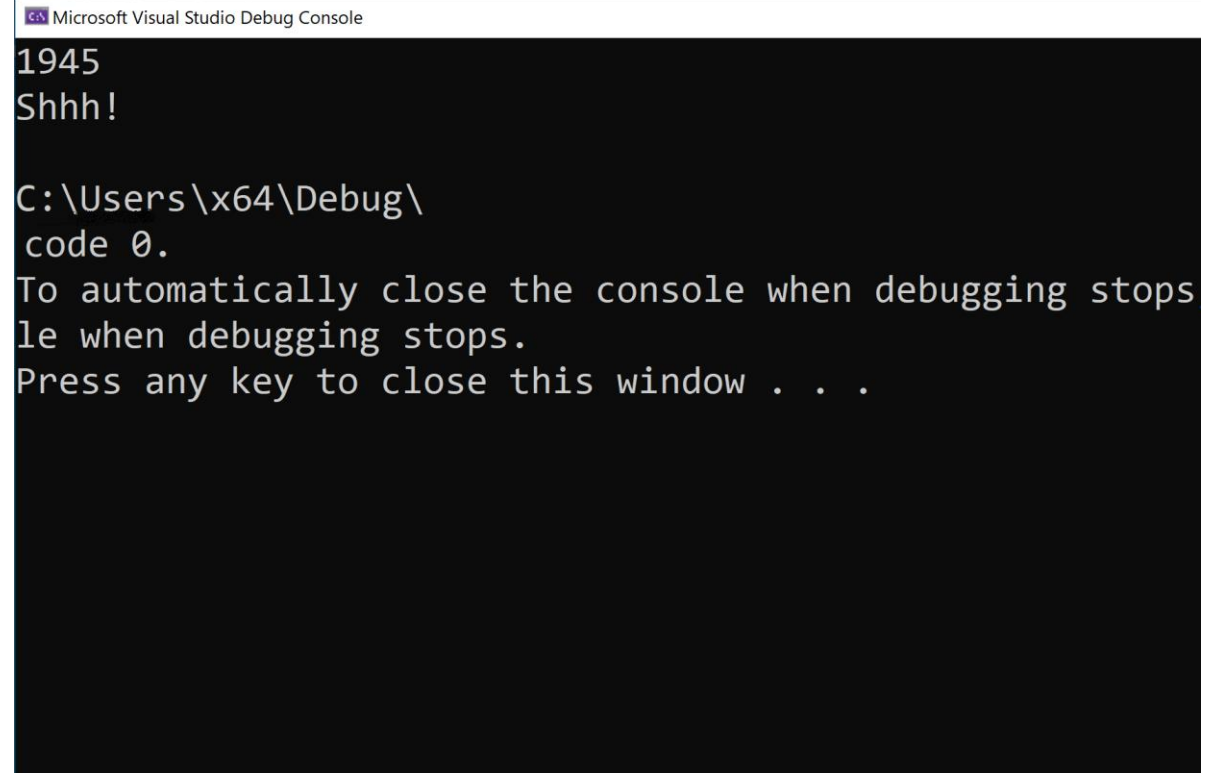 Microsoft Visual Studio Debug Console
1945
Shhh!
C:\Users\x64\Debug\
code 0.
To automatically close the console when debugging stops
le when debugging stops.
Press any key to close this window . . .